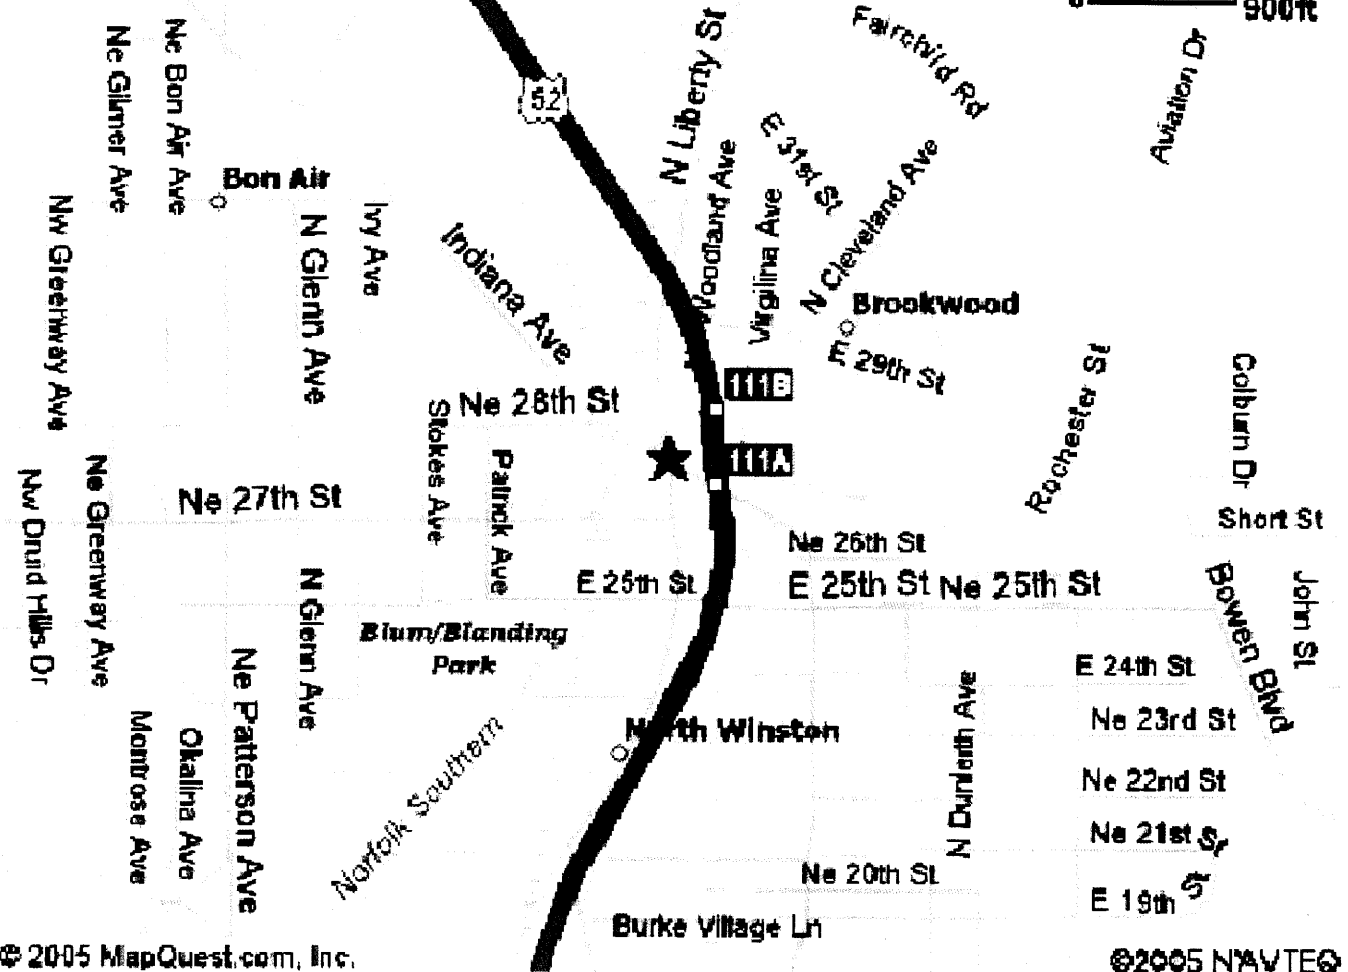 0 900ft
Fairchild Rd
N Liberty St
Aviation Dr
Ne Gilmer Ave
Ne Bon Air Ave
52
E 31st St
Woodland Ave
N Cleveland Ave
Bon Air
Nw Greenway Ave
N Glenn Ave
Ivy Ave
Indiana Ave
Virgilina Ave
Brookwood
E 29th St
111B
Rochester St
Colburn Dr
Ne 28th St
Stokes Ave
111A
Patrick Ave
Nw Druid Hills Dr
Ne Greenway Ave
Ne 27th St
Short St
Ne 26th St
E 25th St
E 25th St
Ne 25th St
N Glenn Ave
Blum/Blanding
Park
Bowen Blvd
John St
E 24th St
Ne Patterson Ave
Ne 23rd St
North Winston
N Dunleith Ave
Montrose Ave
Okalina Ave
Norfolk Southern
Ne 22nd St
Ne 21st St
Ne 20th St
E 19th St
Burke Village Ln
© 2005 MapQuest.com, Inc.
©2005 NAVTEQ